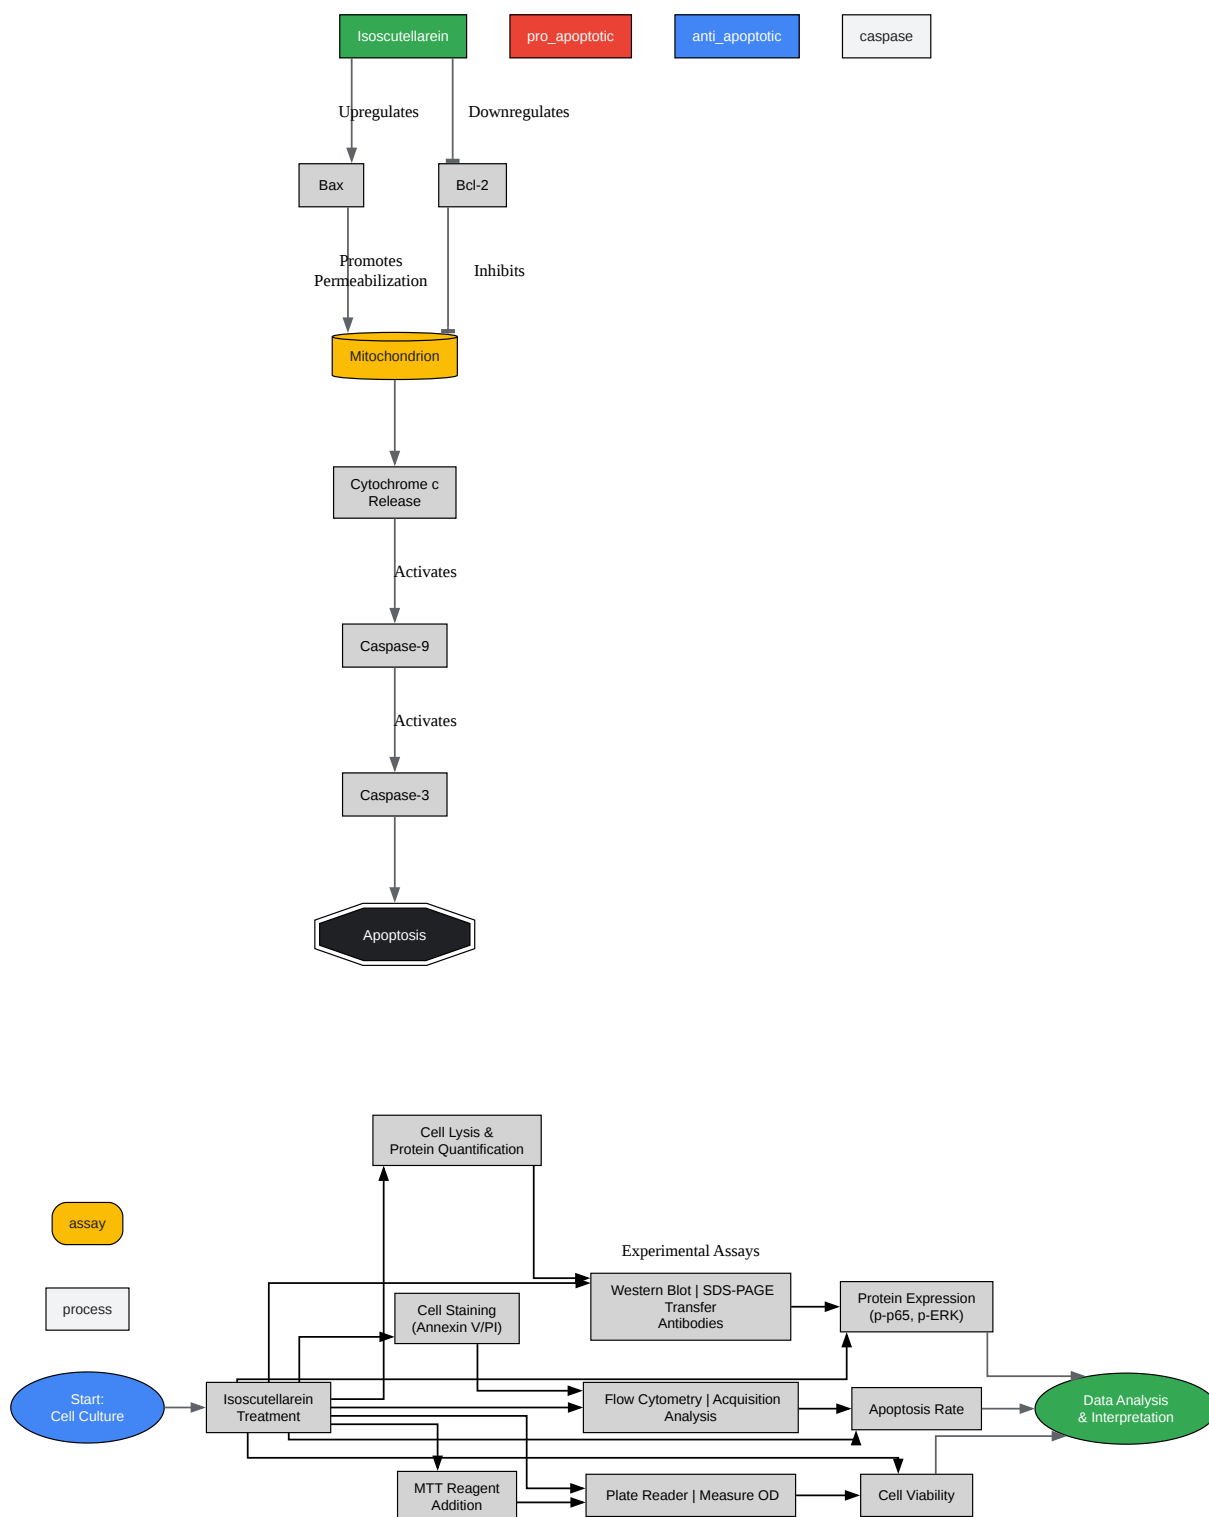 Isoscutellarein
pro_apoptotic
anti_apoptotic
caspase
Upregulates
Downregulates
Bax
Bcl-2
Promotes
Permeabilization
Inhibits
Mitochondrion
Cytochrome c
Release
Activates
Caspase-9
Activates
Caspase-3
Apoptosis
Cell Lysis &
Protein Quantification
assay
Experimental Assays
process
Cell Staining
(Annexin V/PI)
Western Blot | SDS-PAGE
Transfer
Antibodies
Protein Expression
(p-p65, p-ERK)
Start:
Cell Culture
Isoscutellarein
Treatment
Flow Cytometry | Acquisition
Analysis
Apoptosis Rate
Data Analysis
& Interpretation
MTT Reagent
Addition
Plate Reader | Measure OD
Cell Viability